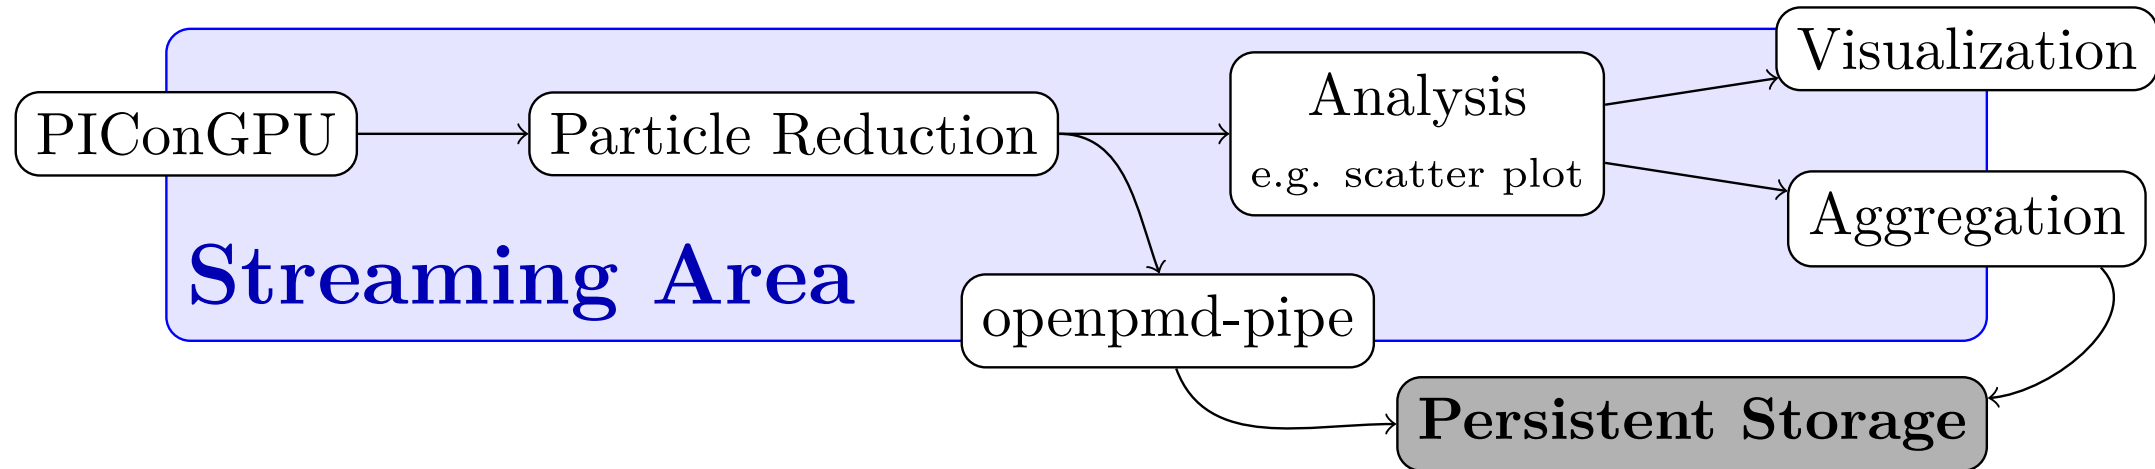 PIConGPU
Particle Reduction
Analysis
e.g. scatter plot
Visualization
Aggregation
Streaming Area
openpmd-pipe
Persistent Storage